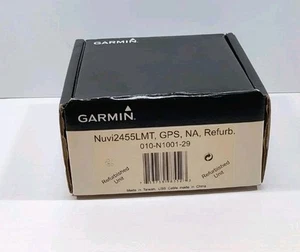 GARMIN
GARMIN
Nuvi2455LMT, GPS, NA, Refurb.
010-N1001-29
Refurbished
Unit
Refurbished
Unit